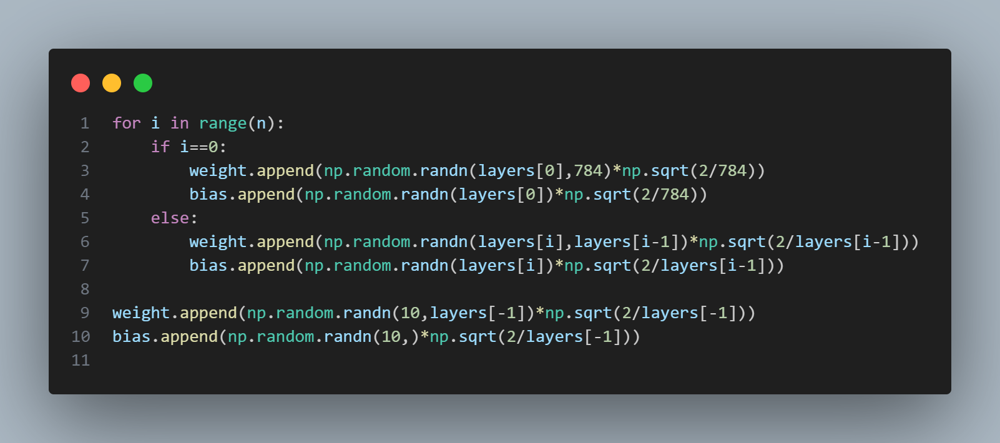 1 for i in range(n):
2     if i==0:
3         weight.append(np.random.randn(layers[0],784)*np.sqrt(2/784))
4         bias.append(np.random.randn(layers[0])*np.sqrt(2/784))
5     else:
6         weight.append(np.random.randn(layers[i],layers[i-1])*np.sqrt(2/layers[i-1]))
7         bias.append(np.random.randn(layers[i])*np.sqrt(2/layers[i-1]))
8
9 weight.append(np.random.randn(10,layers[-1])*np.sqrt(2/layers[-1]))
10 bias.append(np.random.randn(10,)*np.sqrt(2/layers[-1]))
11